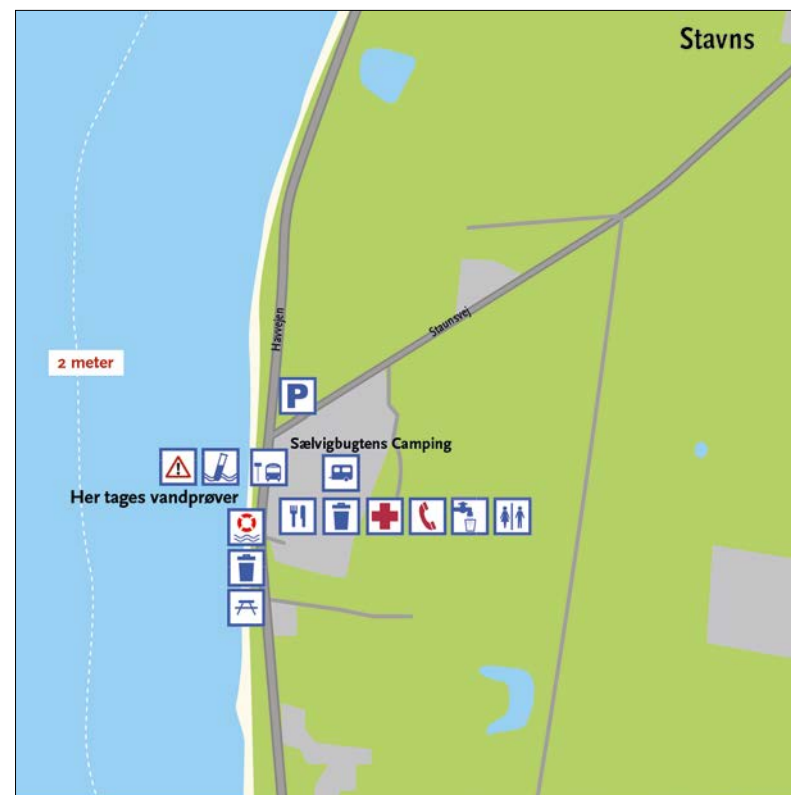 Stavns
Havvejen
Staunsvej
2 meter
P
Sælvigbugtens Camping
Her tages vandprøver